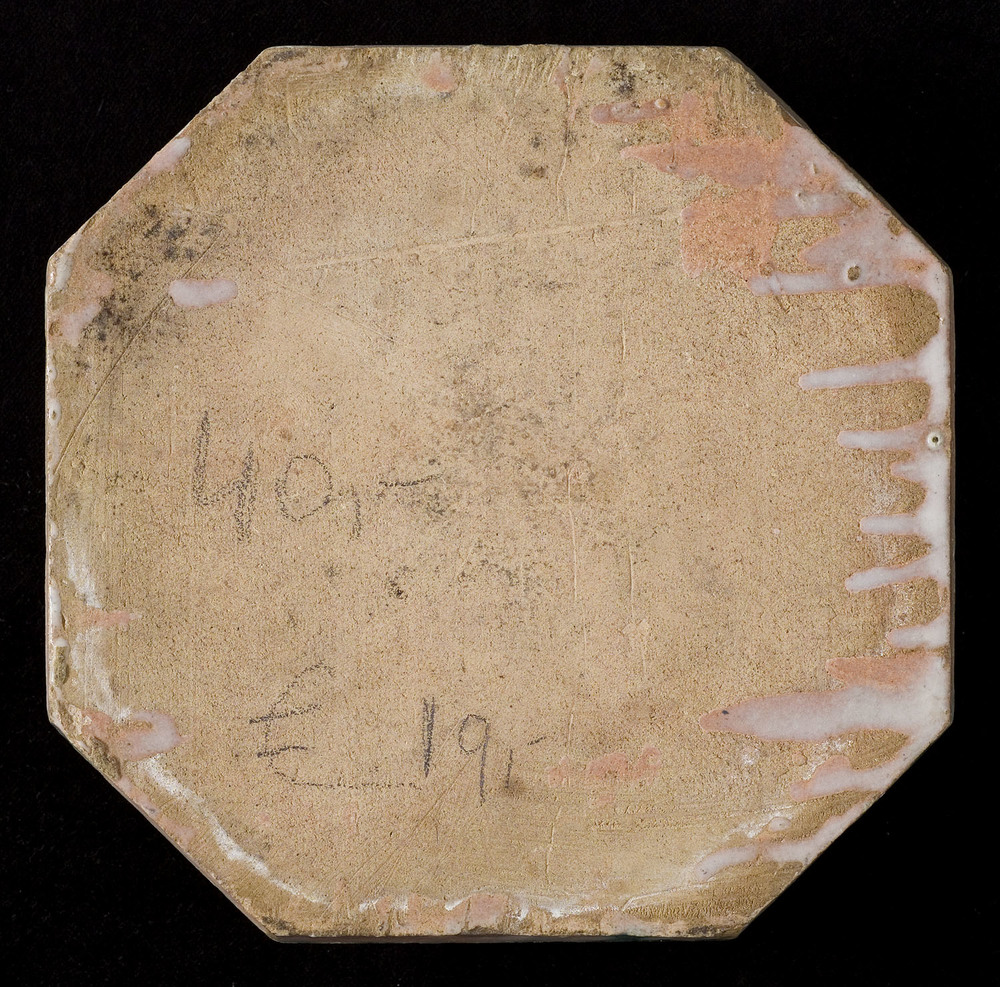 40,-
£ 19,-